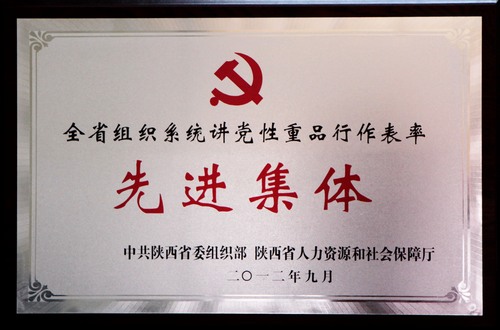 全省组织系统讲党性重品行作表率
先进集体
中共陕西省委组织部 陕西省人力资源和社会保障厅
二〇一二年九月